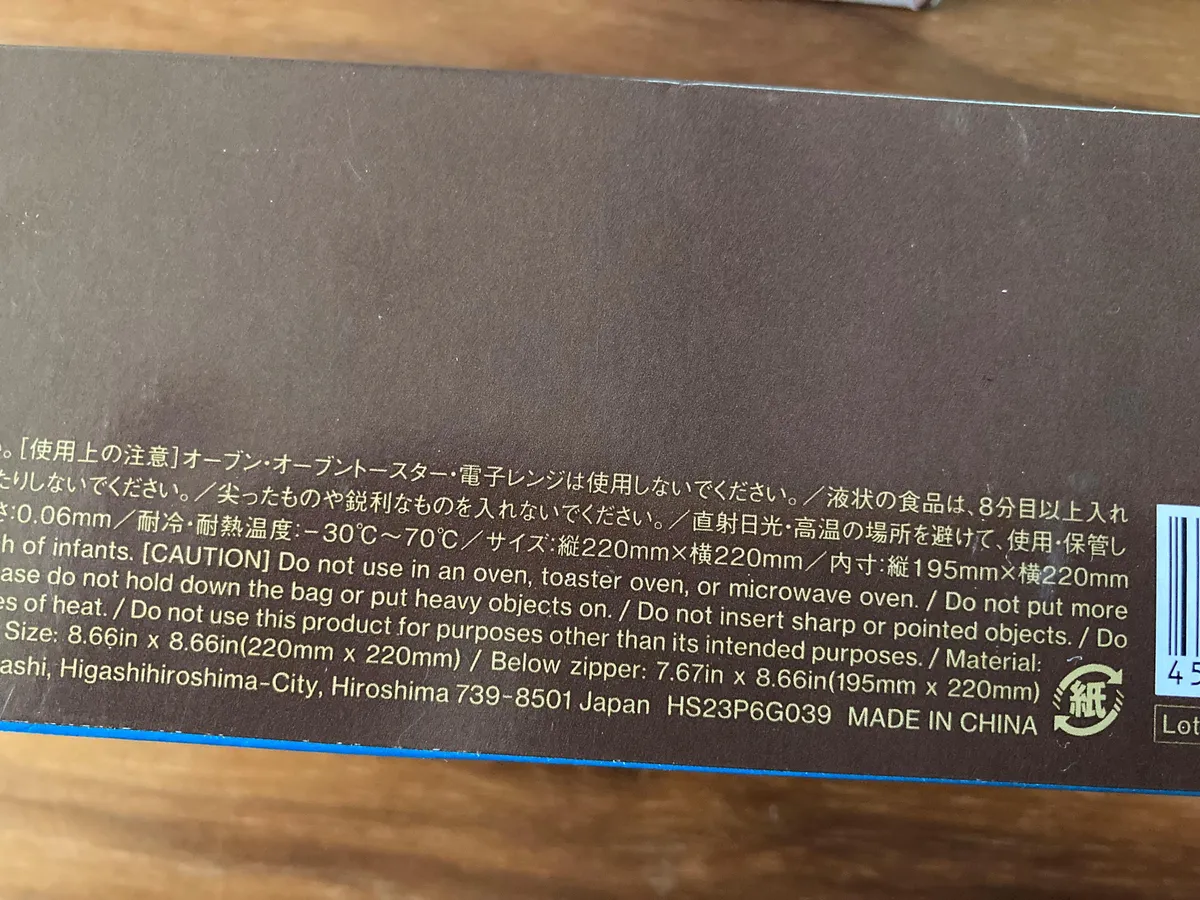 。[使用上の注意]オーブン・オーブントースター・電子レンジは使用しないでください。／液状の食品は、8分目以上入れ
たりしないでください。／尖ったものや鋭利なものを入れないでください。／直射日光・高温の場所を避けて、使用・保管し
さ:0.06mm／耐冷・耐熱温度:−30℃〜70℃／サイズ:縦220mm×横220mm／内寸:縦195mm×横220mm
h of infants. [CAUTION] Do not use in an oven, toaster oven, or microwave oven. / Do not put more
ase do not hold down the bag or put heavy objects on. / Do not insert sharp or pointed objects. / Do
es of heat. / Do not use this product for purposes other than its intended purposes. / Material:
Size: 8.66in x 8.66in(220mm x 220mm) / Below zipper: 7.67in x 8.66in(195mm x 220mm)
ashi, Higashihiroshima-City, Hiroshima 739-8501 Japan HS23P6G039 MADE IN CHINA
紙
45
Lot